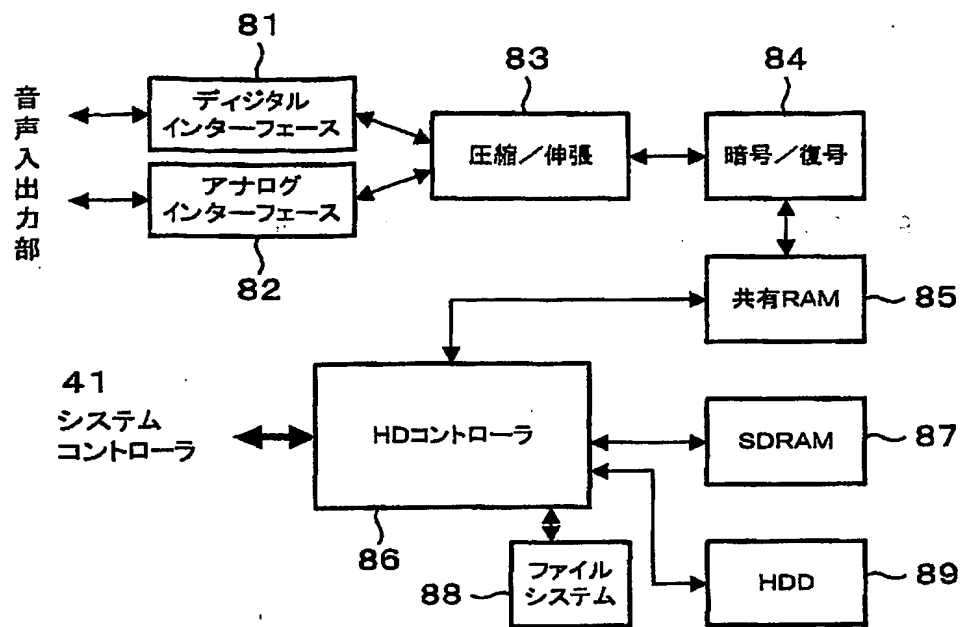 81
ディジタル
インターフェース
音声入出力部
83
圧縮/伸張
84
暗号/復号
アナログ
インターフェース
82
共有RAM
85
41
システム
コントローラ
HDコントローラ
86
SDRAM
87
ファイル
システム
88
HDD
89